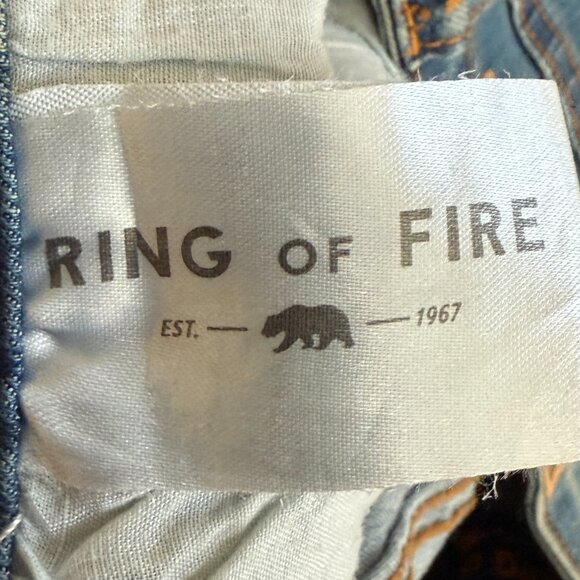 RING OF FIRE
EST. — — 1967